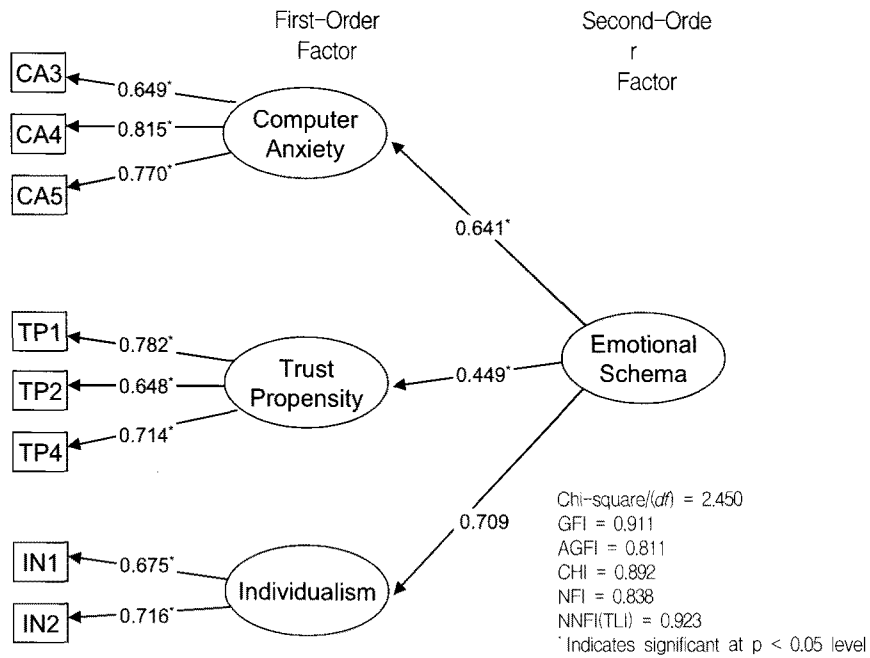 First-Order
Factor
Second-Orde
r
Factor
CA3
0.649*
CA4
0.815*
CA5
0.770*
Computer
Anxiety
0.641*
TP1
0.782*
TP2
0.648*
TP4
0.714*
Trust
Propensity
0.449*
Emotional
Schema
IN1
0.675*
IN2
0.716*
Individualism
0.709
Chi-square/(df) = 2.450
GFI = 0.911
AGFI = 0.811
CHI = 0.892
NFI = 0.838
NNFI(TLI) = 0.923
*Indicates significant at p < 0.05 level